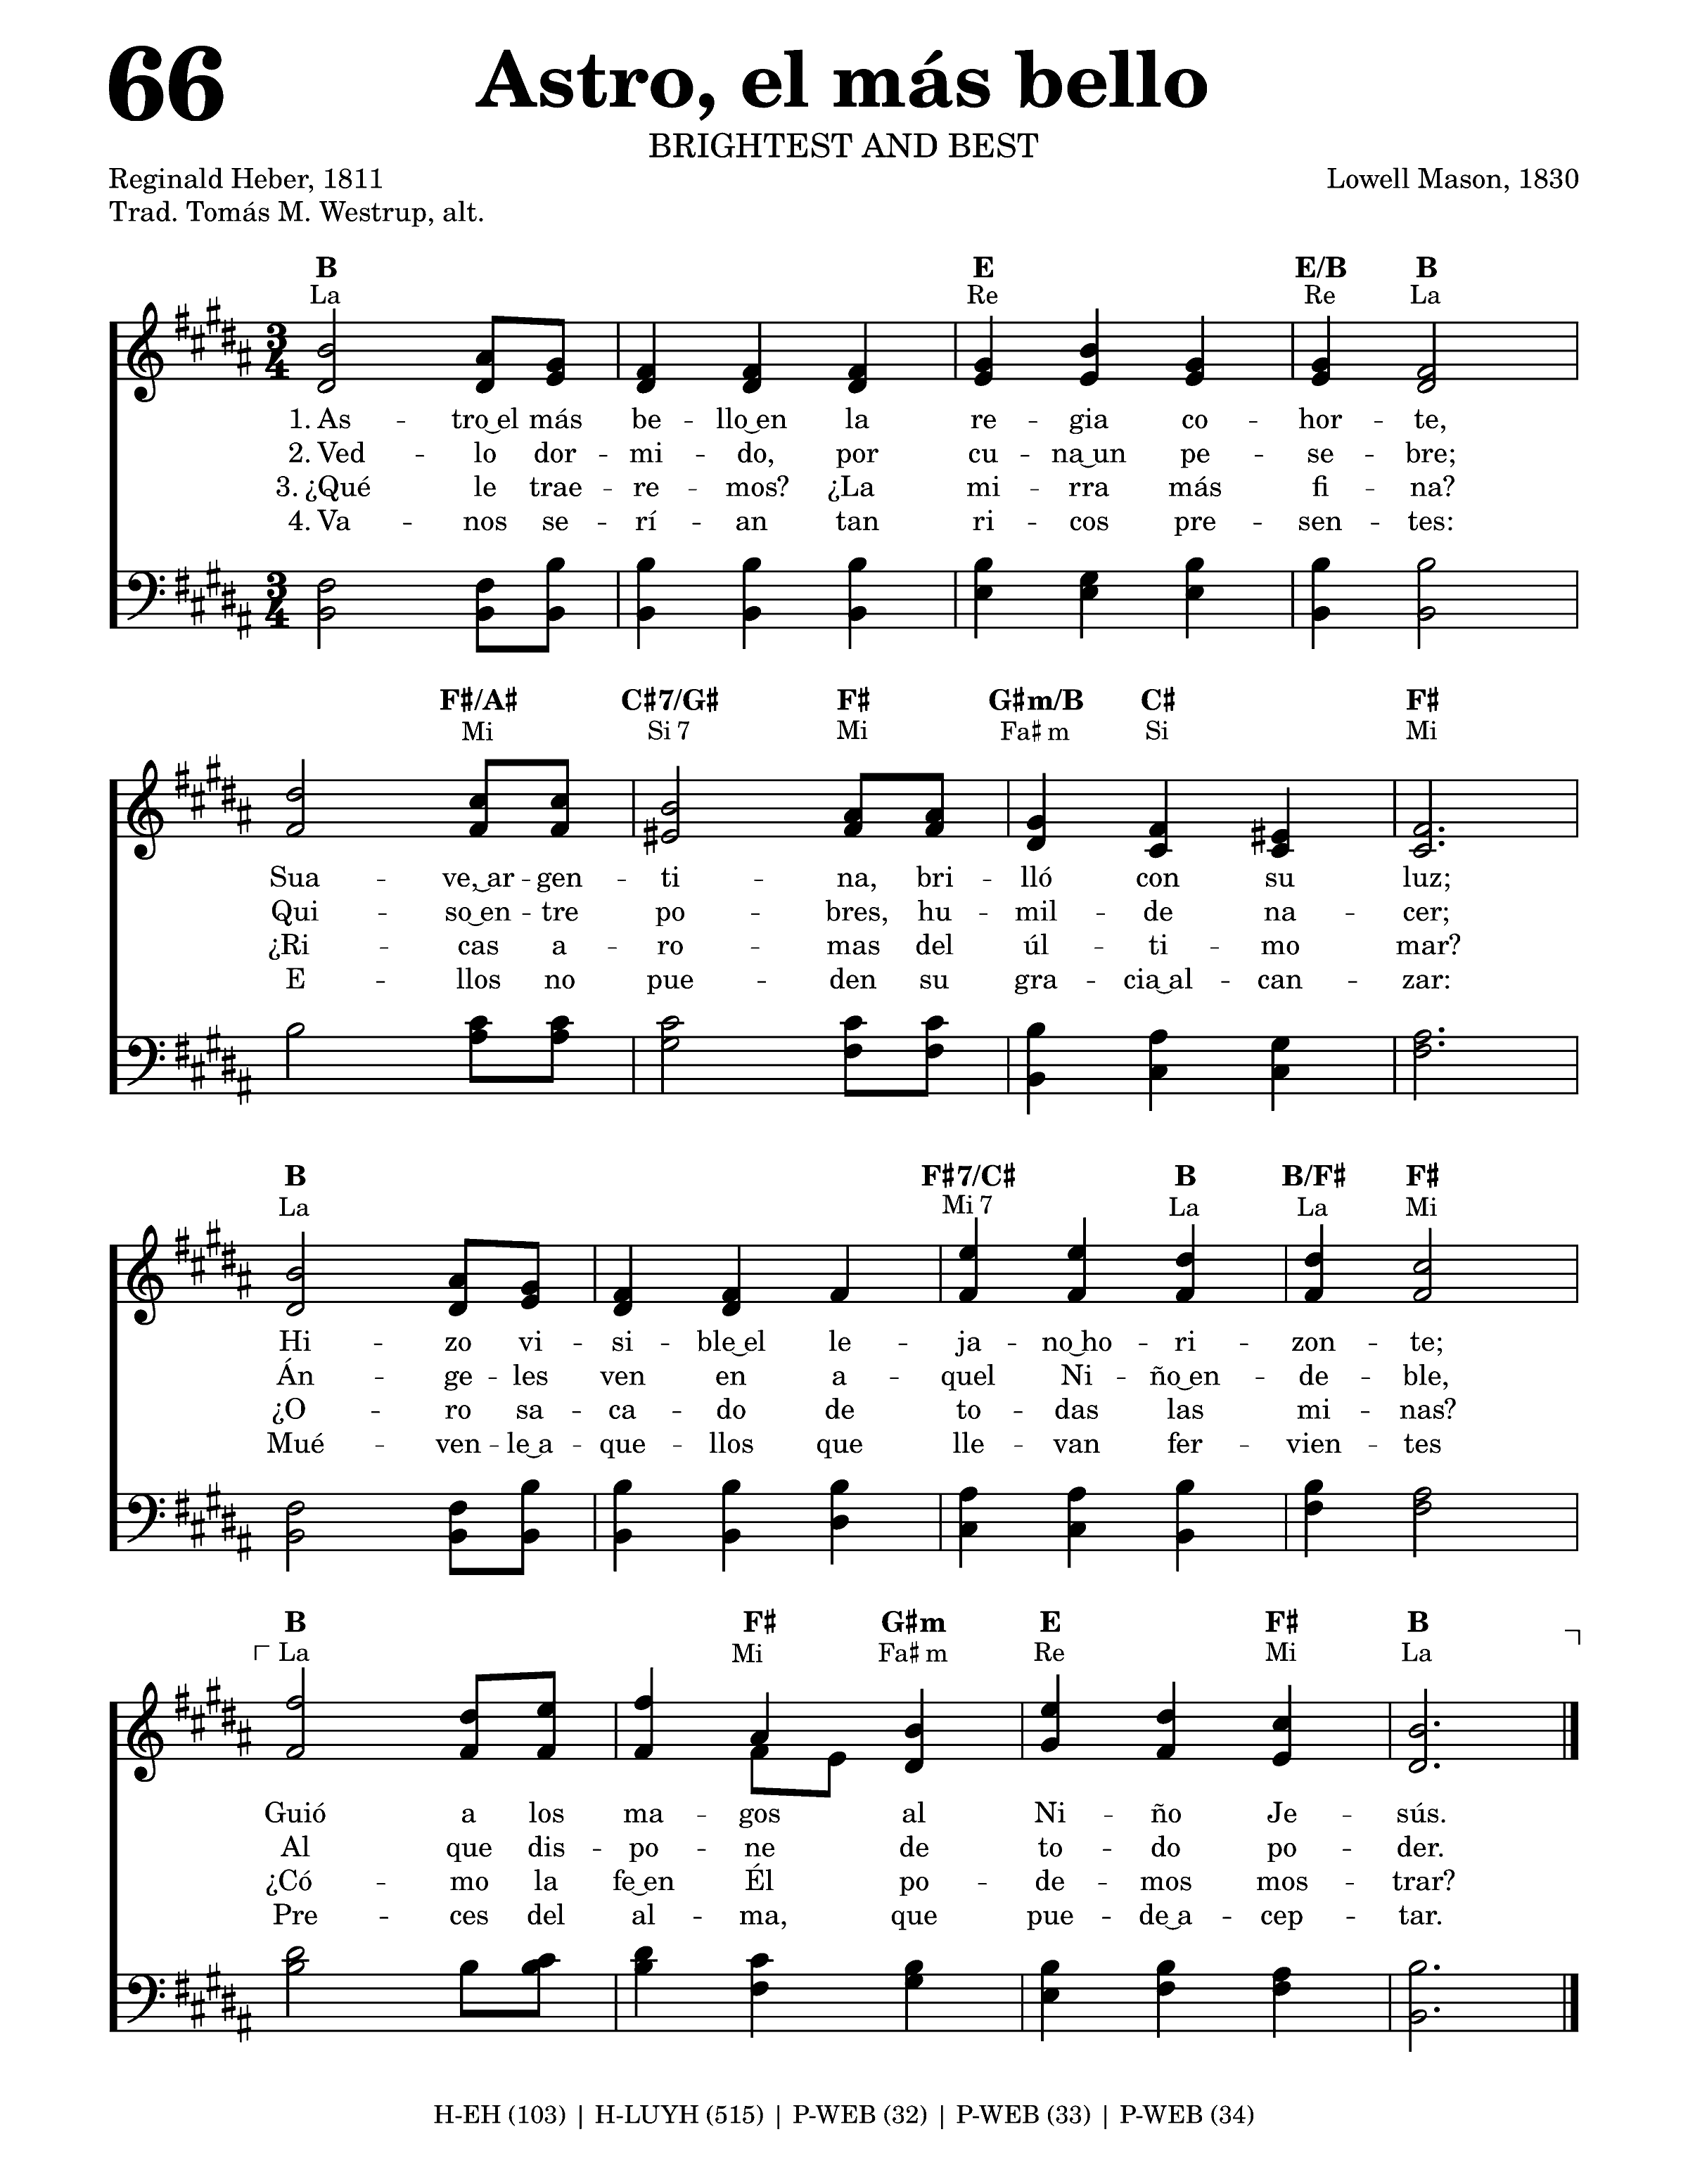 66 Astro, el más bello
BRIGHTEST AND BEST
Reginald Heber, 1811 Lowell Mason, 1830
Trad. Tomás M. Westrup, alt.
B E E/B B
La Re Re La
1. As - tro‿el más be - llo‿en la re - gia co - hor - te,
2. Ved - lo dor - mi - do, por cu - na‿un pe - se - bre;
3. ¿Qué le trae - re - mos? ¿La mi - rra más fi - na?
4. Va - nos se - rí - an tan ri - cos pre - sen - tes:
F♯/A♯ C♯7/G♯ F♯ G♯m/B C♯ F♯
Mi Si 7 Mi Fa♯ m Si Mi
Sua - ve,‿ar - gen - ti - na, bri - lló con su luz;
Qui - so‿en - tre po - bres, hu - mil - de na - cer;
¿Ri - cas a - ro - mas del úl - ti - mo mar?
E - llos no pue - den su gra - cia‿al - can - zar:
B F♯7/C♯ B B/F♯ F♯
La Mi 7 La La Mi
Hi - zo vi - si - ble‿el le - ja - no‿ho - ri - zon - te;
Án - ge - les ven en a - quel Ni - ño‿en - de - ble,
¿O - ro sa - ca - do de to - das las mi - nas?
Mué - ven - le‿a - que - llos que lle - van fer - vien - tes
B F♯ G♯m E F♯ B
La Mi Fa♯ m Re Mi La
Guió a los ma - gos al Ni - ño Je - sús.
Al que dis - po - ne de to - do po - der.
¿Có - mo la fe‿en Él po - de - mos mos - trar?
Pre - ces del al - ma, que pue - de‿a - cep - tar.
H-EH (103) | H-LUYH (515) | P-WEB (32) | P-WEB (33) | P-WEB (34)